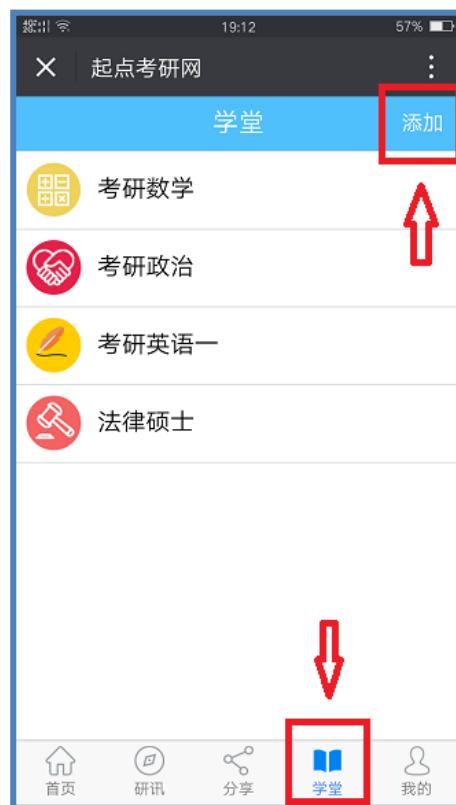 19:12
57%
起点考研网
学堂
添加
考研数学
考研政治
考研英语一
法律硕士
首页
研讯
分享
学堂
我的